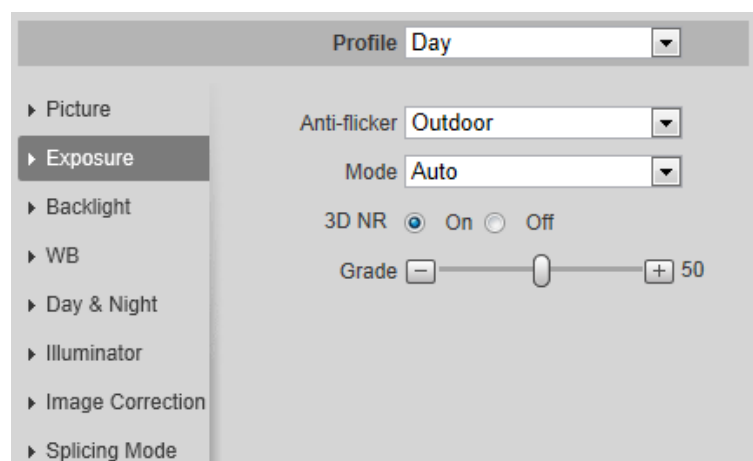 Profile Day
Picture
Exposure
Backlight
WB
Day & Night
Illuminator
Image Correction
Splicing Mode
Anti-flicker Outdoor
Mode Auto
3D NR On Off
Grade 50